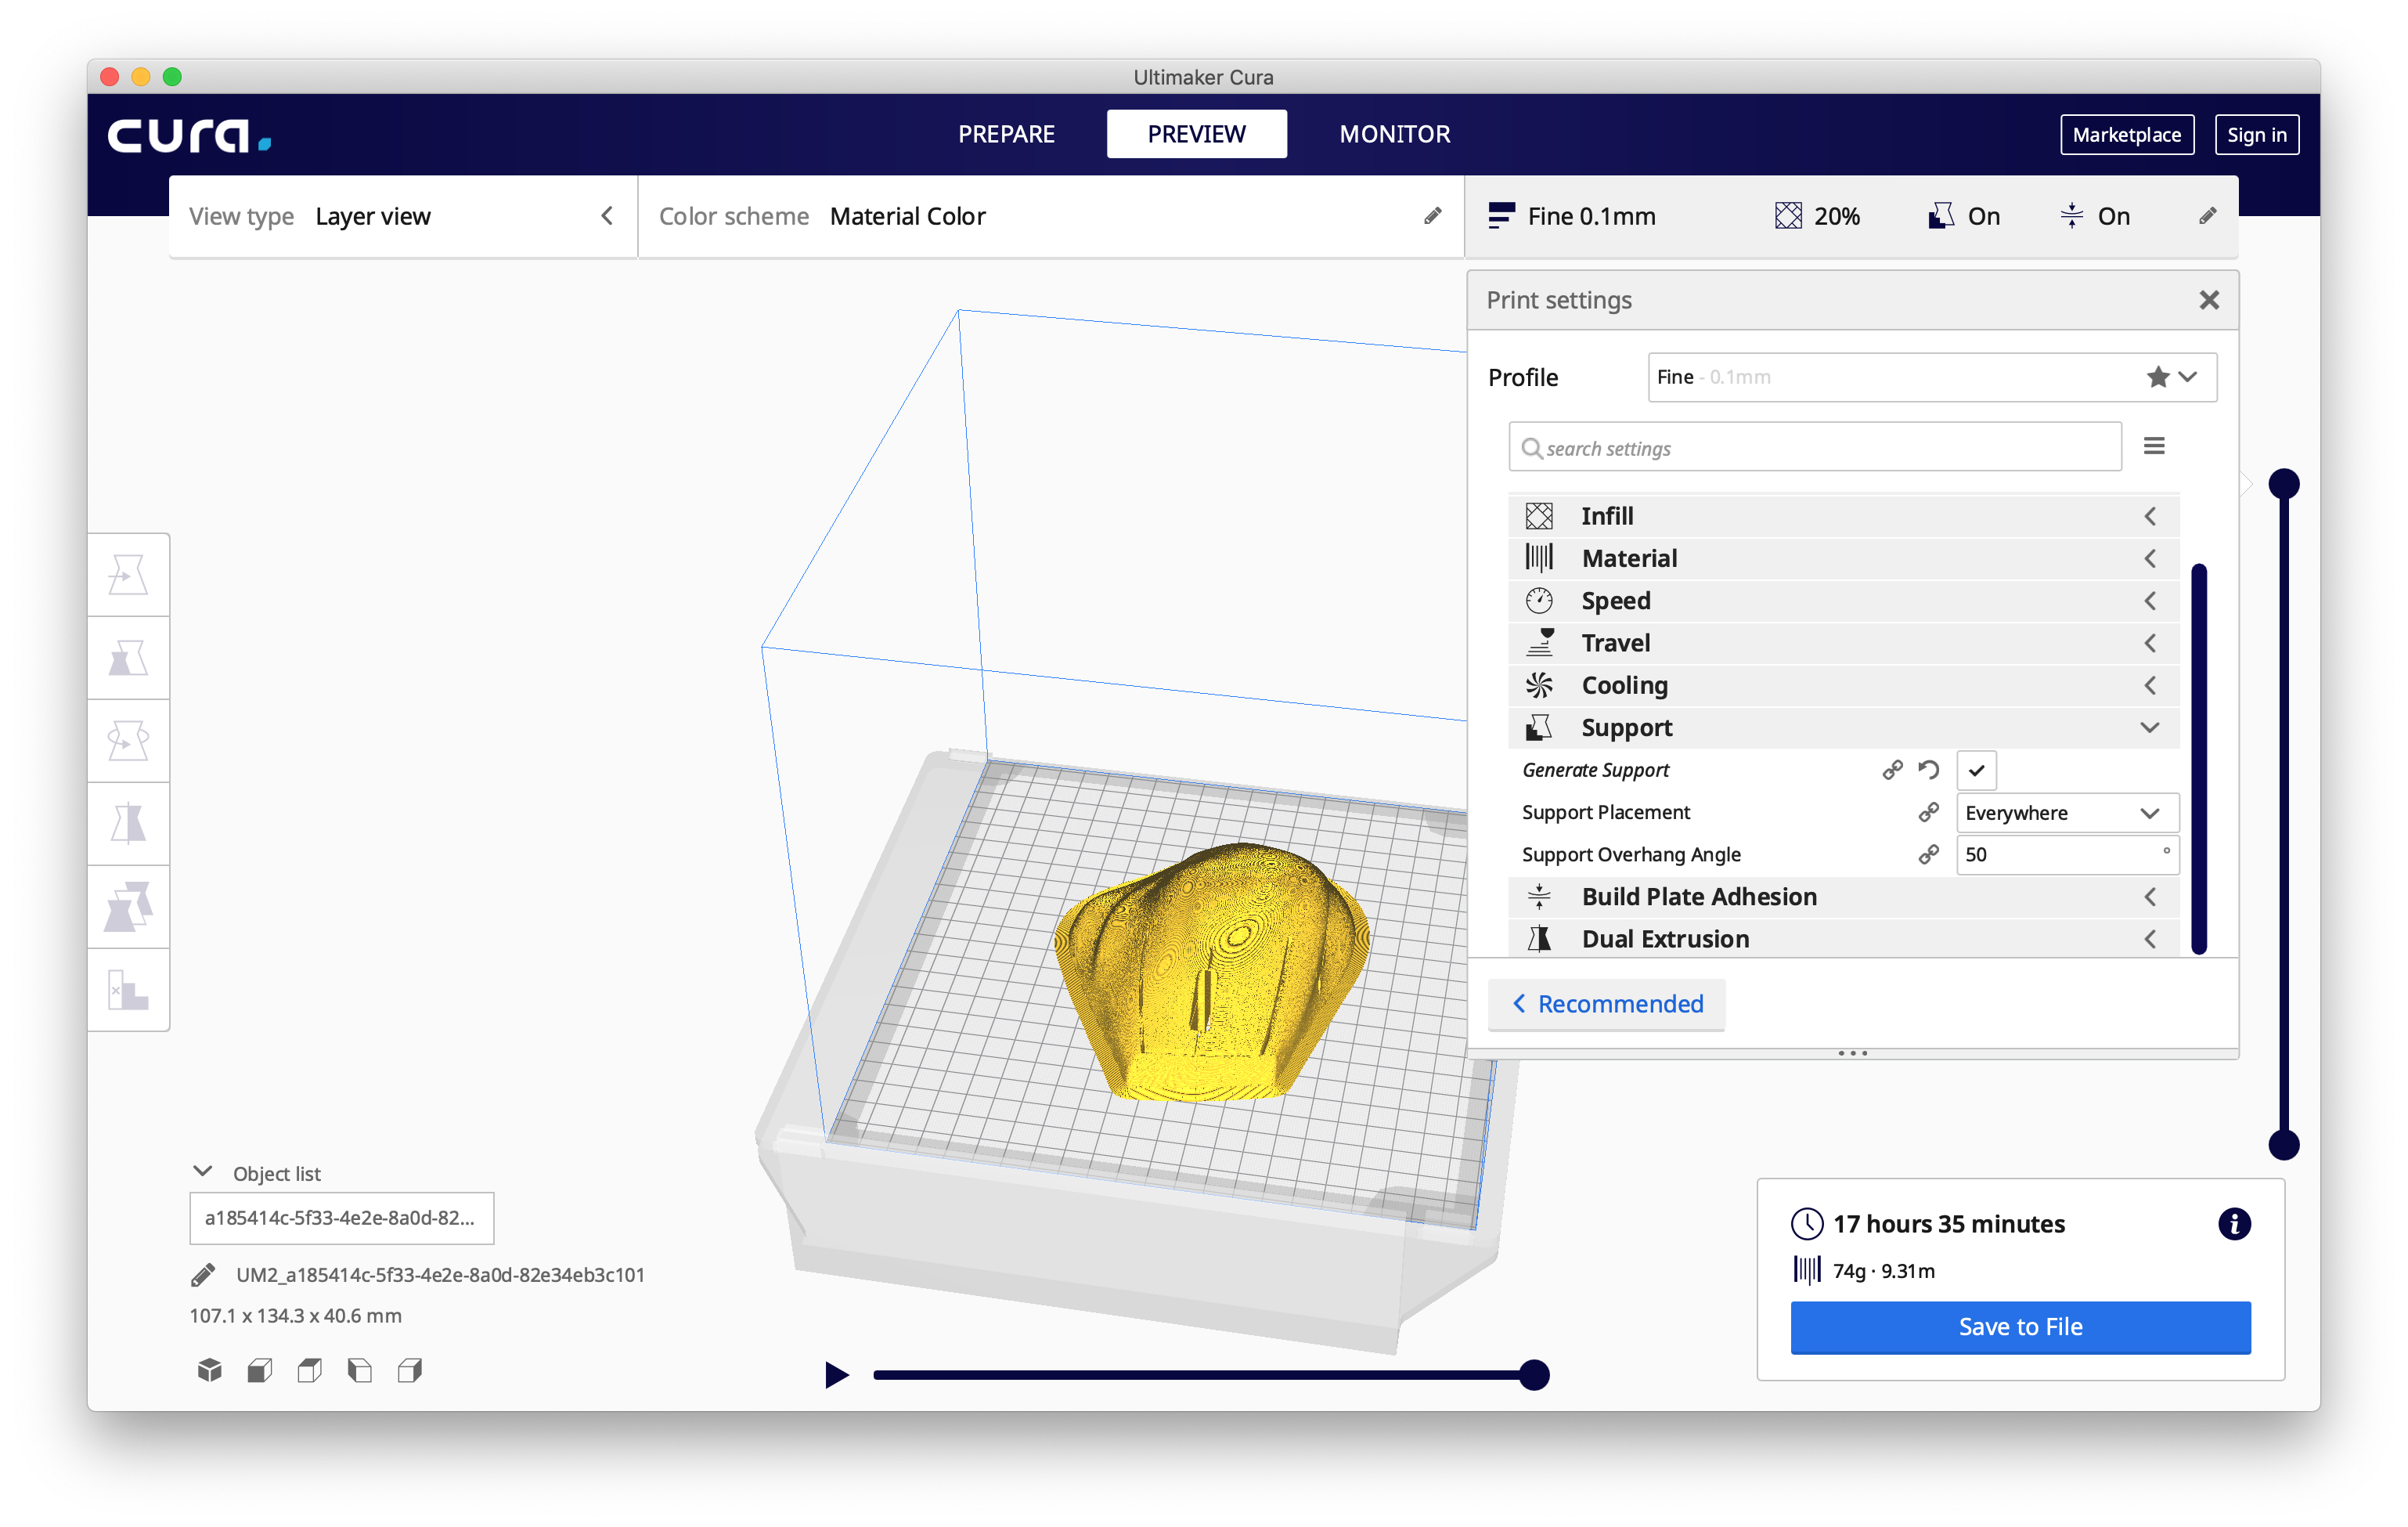 Ultimaker Cura
cura.
PREPARE
PREVIEW
MONITOR
Marketplace
Sign in
View type Layer view
Color scheme Material Color
Fine 0.1mm
20%
On
On
Print settings
Profile
Fine - 0.1mm
search settings
Infill
Material
Speed
Travel
Cooling
Support
Generate Support
Support Placement
Everywhere
Support Overhang Angle
50 °
Build Plate Adhesion
Dual Extrusion
Recommended
Object list
a185414c-5f33-4e2e-8a0d-82...
UM2_a185414c-5f33-4e2e-8a0d-82e34eb3c101
107.1 x 134.3 x 40.6 mm
17 hours 35 minutes
74g · 9.31m
Save to File